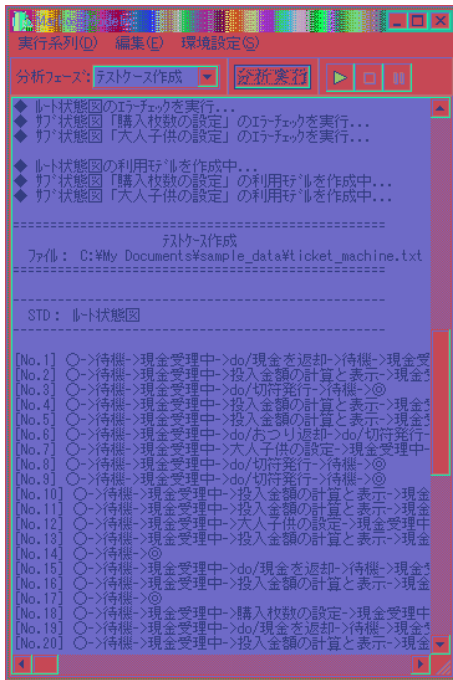 実行系列(D) 編集(E) 環境設定(S)
分析フェーズ: テストケース作成 分析実行
◆ ルート状態図のエラーチェックを実行...
◆ サブ状態図「購入枚数の設定」のエラーチェックを実行...
◆ サブ状態図「大人子供の設定」のエラーチェックを実行...
◆ ルート状態図の利用モデルを作成中...
◆ サブ状態図「購入枚数の設定」の利用モデルを作成中...
◆ サブ状態図「大人子供の設定」の利用モデルを作成中...
==================================================
テストケース作成
ファイル: C:¥My Documents¥sample_data¥ticket_machine.txt
==================================================
--------------------------------------------------
STD: ルート状態図
--------------------------------------------------
[No.1] ○->待機->現金受理中->do/現金を返却->待機->現金受
[No.2] ○->待機->現金受理中->投入金額の計算と表示->現金
[No.3] ○->待機->現金受理中->do/切符発行->待機->◎
[No.4] ○->待機->現金受理中->投入金額の計算と表示->現金
[No.5] ○->待機->現金受理中->投入金額の計算と表示->現金
[No.6] ○->待機->現金受理中->do/おつり返却->do/切符発行-
[No.7] ○->待機->現金受理中->大人子供の設定->現金受理中-
[No.8] ○->待機->現金受理中->do/切符発行->待機->◎
[No.9] ○->待機->現金受理中->do/切符発行->待機->◎
[No.10] ○->待機->現金受理中->投入金額の計算と表示->現金
[No.11] ○->待機->現金受理中->投入金額の計算と表示->現金
[No.12] ○->待機->現金受理中->大人子供の設定->現金受理中
[No.13] ○->待機->現金受理中->投入金額の計算と表示->現金
[No.14] ○->待機->◎
[No.15] ○->待機->現金受理中->do/現金を返却->待機->現金
[No.16] ○->待機->現金受理中->投入金額の計算と表示->現金
[No.17] ○->待機->◎
[No.18] ○->待機->現金受理中->購入枚数の設定->現金受理中
[No.19] ○->待機->現金受理中->do/現金を返却->待機->現金
[No.20] ○->待機->現金受理中->投入金額の計算と表示->現金